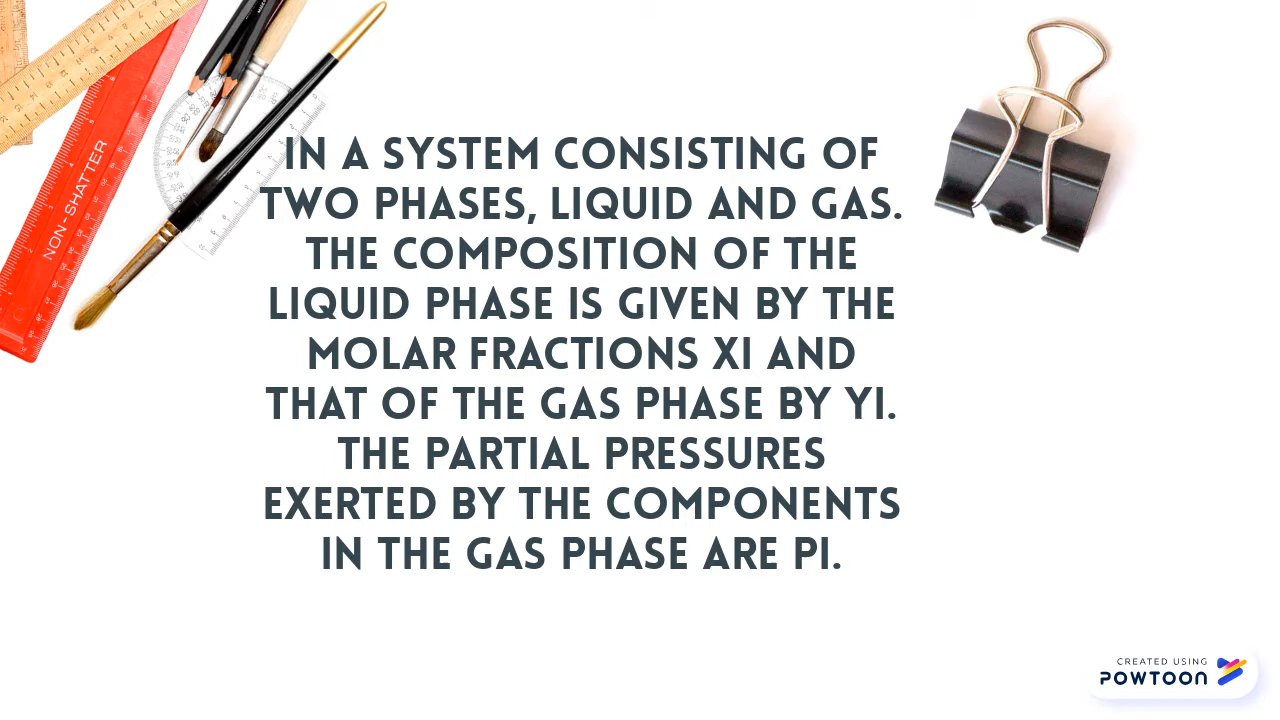 IN A SYSTEM CONSISTING OF
TWO PHASES, LIQUID AND GAS.
THE COMPOSITION OF THE
LIQUID PHASE IS GIVEN BY THE
MOLAR FRACTIONS XI AND
THAT OF THE GAS PHASE BY YI.
THE PARTIAL PRESSURES
EXERTED BY THE COMPONENTS
IN THE GAS PHASE ARE PI.
NON-SHATTER
CREATED USING
POWTOON